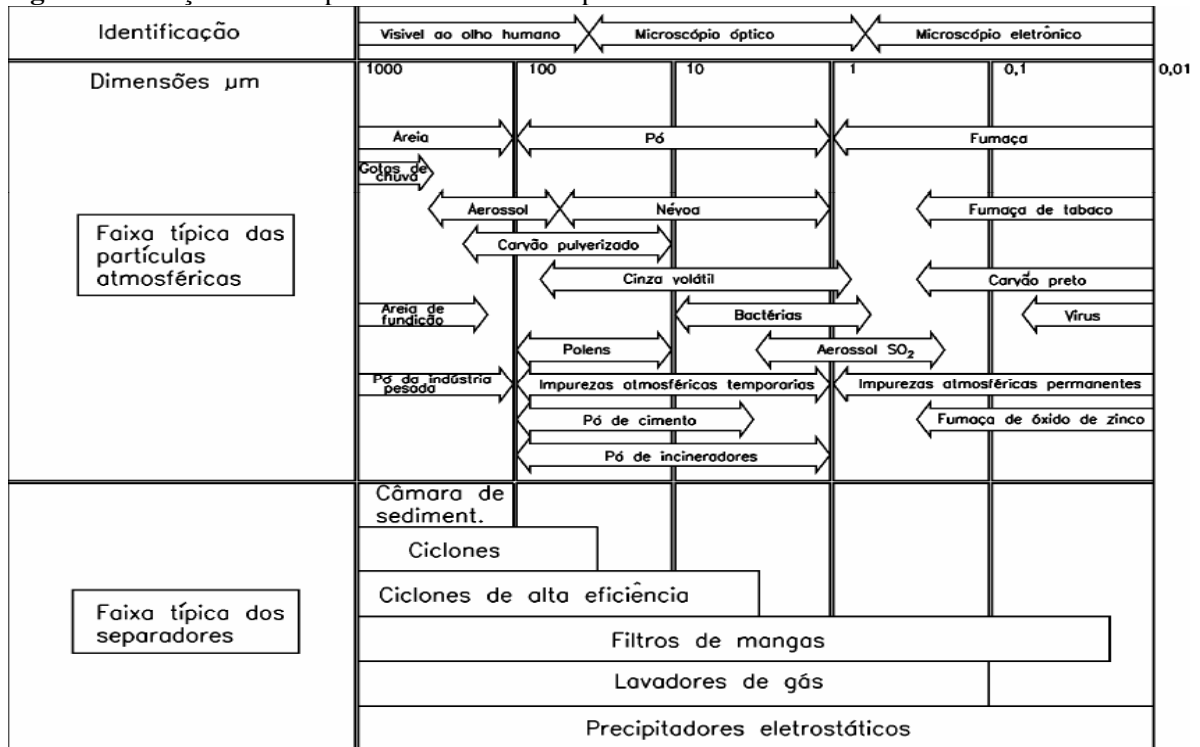 Identificação
Visivel ao olho humano
Microscópio óptico
Microscópio eletrônico
Dimensões µm
1000
100
10
1
0,1
0,01
Faixa típica das
partículas
atmosféricas
Areia
Pó
Fumaça
Gotas de
chuva
Aerossol
Névoa
Fumaça de tabaco
Carvão pulverizado
Cinza volátil
Carvão preto
Areia de
fundição
Bactérias
Vírus
Polens
Aerossol SO₂
Pó da indústria
pesada
Impurezas atmosféricas temporarias
Impurezas atmosféricas permanentes
Pó de cimento
Fumaça de óxido de zinco
Pó de incineradores
Faixa típica dos
separadores
Câmara de
sediment.
Ciclones
Ciclones de alta eficiência
Filtros de mangas
Lavadores de gás
Precipitadores eletrostáticos